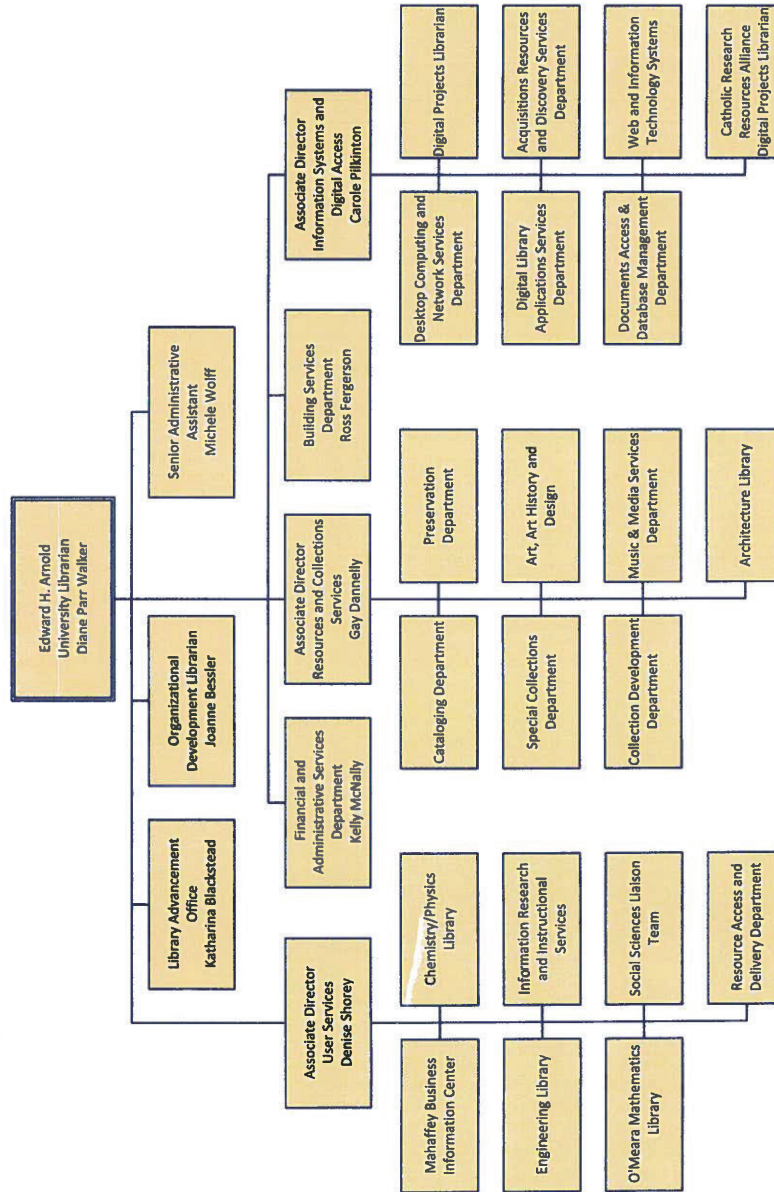 Edward H. Arnold
University Librarian
Diane Parr Walker
Library Advancement
Office
Katharina Blackstead
Organizational
Development Librarian
Joanne Bessler
Senior Administrative
Assistant
Michele Wolff
Associate Director
User Services
Denise Shorey
Financial and
Administrative Services
Department
Kelly McNally
Associate Director
Resources and Collections
Services
Gay Dannelly
Building Services
Department
Ross Fergerson
Associate Director
Information Systems and
Digital Access
Carole Pilkinton
Mahaffey Business
Information Center
Chemistry/Physics
Library
Engineering Library
Information Research
and Instructional
Services
O'Meara Mathematics
Library
Social Sciences Liaison
Team
Resource Access and
Delivery Department
Cataloging Department
Preservation
Department
Special Collections
Department
Art, Art History and
Design
Collection Development
Department
Music & Media Services
Department
Architecture Library
Desktop Computing and
Network Services
Department
Digital Projects Librarian
Digital Library
Applications Services
Department
Acquisitions Resources
and Discovery Services
Department
Documents Access &
Database Management
Department
Web and Information
Technology Systems
Catholic Research
Resources Alliance
Digital Projects Librarian